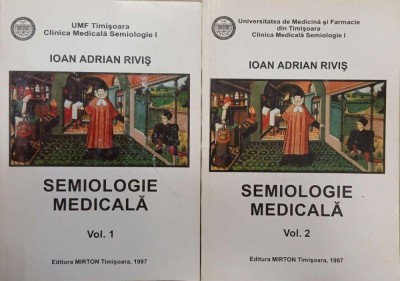 UMF Timişoara
Clinica Medicală Semiologie I
IOAN ADRIAN RIVIŞ
SEMIOLOGIE
MEDICALĂ
Vol. 1
Editura MIRTON Timişoara, 1997
Universitatea de Medicină şi Farmacie
din Timişoara
Clinica Medicală Semiologie I
IOAN ADRIAN RIVIŞ
SEMIOLOGIE
MEDICALĂ
Vol. 2
Editura MIRTON Timişoara, 1997